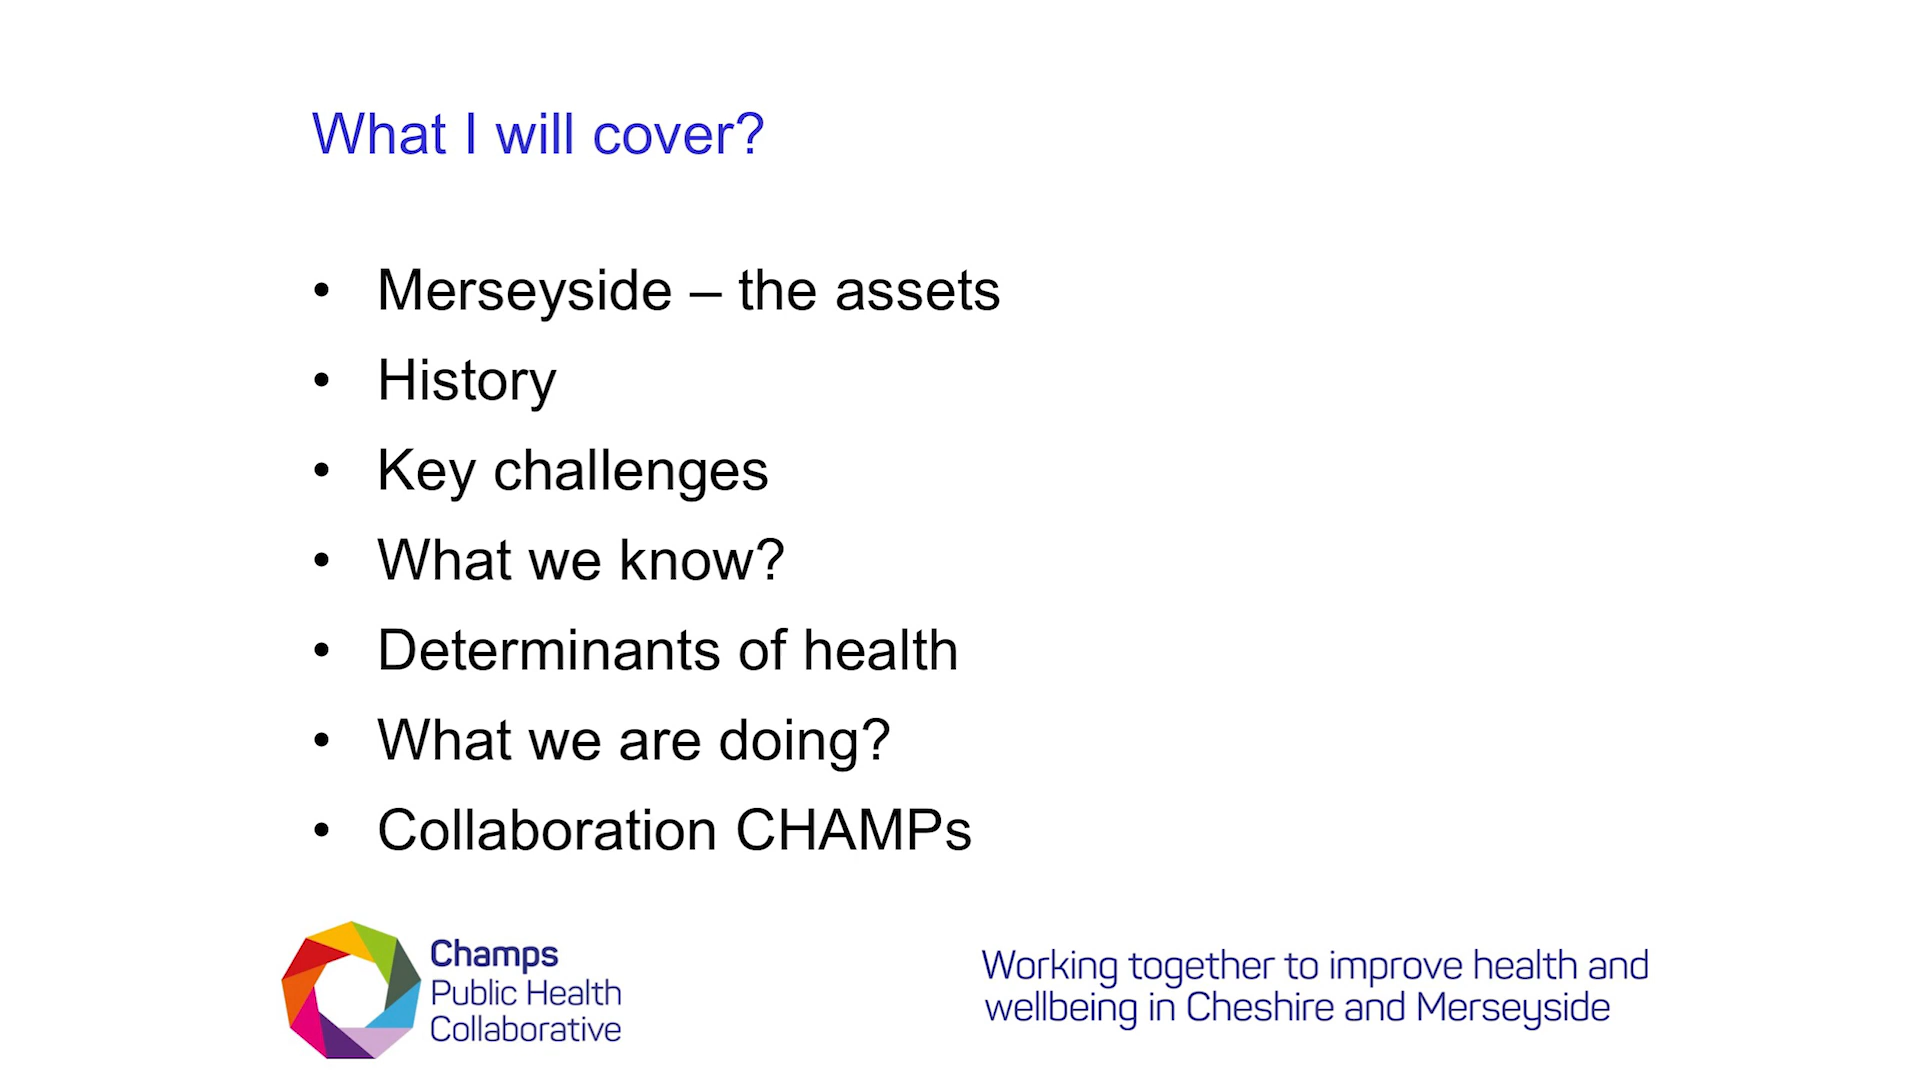 What I will cover?
• Merseyside – the assets
• History
• Key challenges
• What we know?
• Determinants of health
• What we are doing?
• Collaboration CHAMPs
Champs
Public Health
Collaborative
Working together to improve health and
wellbeing in Cheshire and Merseyside